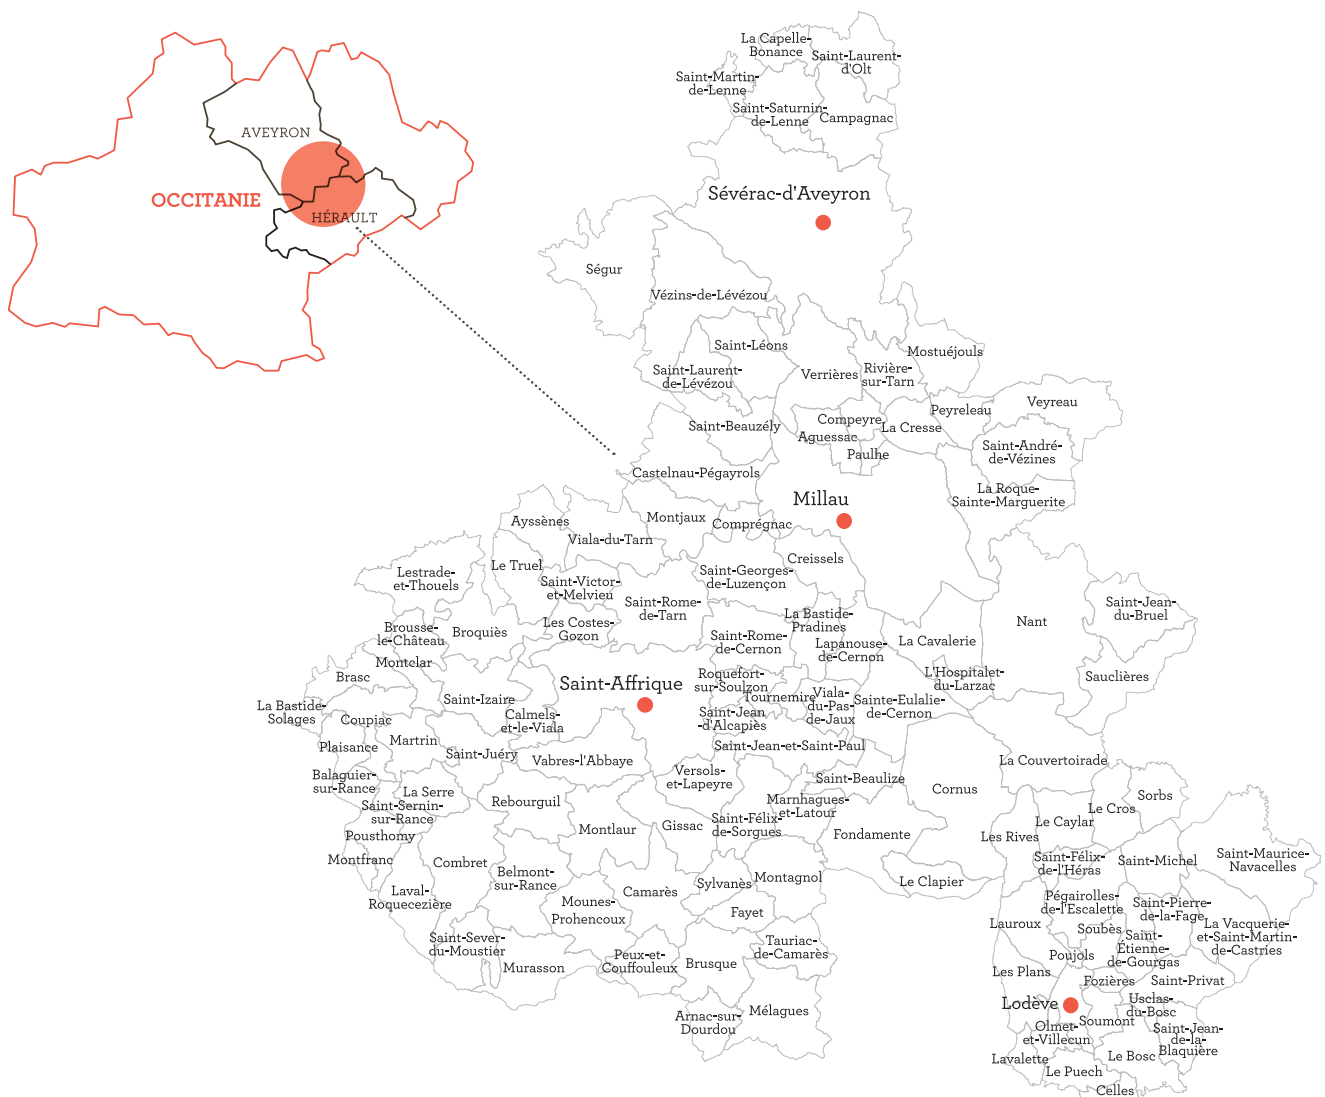 AVEYRON
OCCITANIE
HÉRAULT
La Capelle-
Bonance
Saint-Laurent-
d'Olt
Saint-Martin-
de-Lenne
Saint-Saturnin-
de-Lenne
Campagnac
Sévérac-d'Aveyron
Ségur
Vézins-de-Lévézou
Saint-Léons
Mostuéjouls
Saint-Laurent-
de-Lévézou
Verrières
Rivière-
sur-Tarn
Peyreleau
Veyreau
Saint-Beauzély
Compeyre
La Cresse
Aguessac
Paulhe
Saint-André-
de-Vézines
Castelnau-Pégayrols
La Roque-
Sainte-Marguerite
Millau
Ayssènes
Montjaux
Comprégnac
Viala-du-Tarn
Creissels
Lestrade-
et-Thouels
Le Truel
Saint-Victor-
et-Melvieu
Saint-Georges-
de-Luzençon
Saint-Rome-
de-Tarn
Saint-Jean-
du-Bruel
Brousse-
le-Château
Broquiès
Les Costes-
Gozon
Saint-Rome-
de-Cernon
La Bastide-
Pradines
Lapanouse-
de-Cernon
La Cavalerie
Nant
Montclar
Brasc
Saint-Affrique
Roquefort-
sur-Soulzon
Tournemire
Viala-
du-Pas-
de-Jaux
L'Hospitalet-
du-Larzac
Sauclières
Sainte-Eulalie-
de-Cernon
La Bastide-
Solages
Coupiac
Saint-Izaire
Calmels-
et-le-Viala
Saint-Jean
-d'Alcapiès
Plaisance
Martrin
Saint-Juéry
Vabres-l'Abbaye
Saint-Jean-et-Saint-Paul
Balaguier-
sur-Rance
La Serre
Versols-
et-Lapeyre
Saint-Beaulize
La Couvertoirade
Saint-Sernin-
sur-Rance
Rebourguil
Marnhagues-
et-Latour
Cornus
Sorbs
Pousthomy
Montlaur
Gissac
Saint-Félix-
de-Sorgues
Fondamente
Les Rives
Le Caylar
Le Cros
Montfranc
Combret
Belmont-
sur-Rance
Camarès
Sylvanès
Montagnol
Le Clapier
Saint-Félix-
de-l'Héras
Saint-Michel
Saint-Maurice-
Navacelles
Laval-
Roquecezière
Mounes-
Prohencoux
Fayet
Pégairolles-
de-l'Escalette
Saint-Pierre-
de-la-Fage
Lauroux
Soubès
Saint-
Étienne-
de-Gourgas
La Vacquerie-
et-Saint-Martin-
de-Castries
Saint-Sever-
du-Moustier
Murasson
Peux-et-
Couffouleux
Brusque
Tauriac-
de-Camarès
Poujols
Les Plans
Fozières
Saint-Privat
Arnac-sur-
Dourdou
Mélagues
Lodève
Usclas-
du-Bosc
Olmet-
et-Villecun
Soumont
Saint-Jean-
de-la-
Blaquière
Lavalette
Le Bosc
Le Puech
Celles